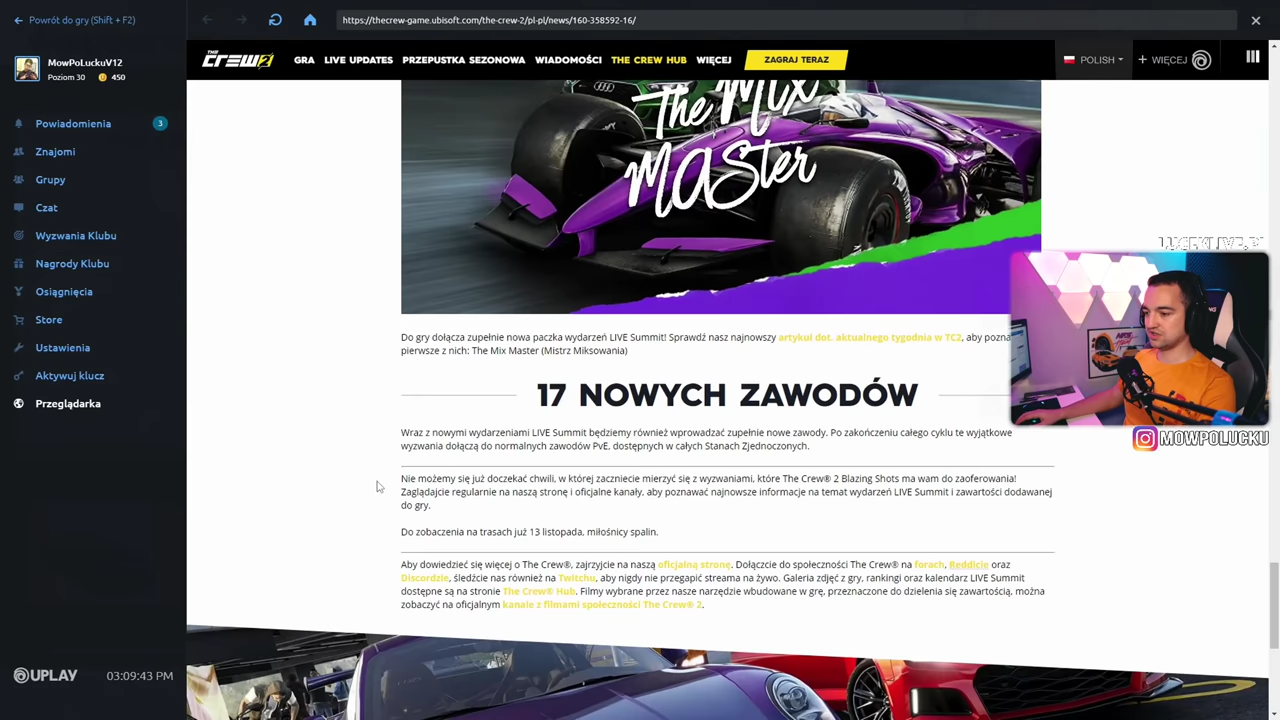 Powrót do gry (Shift + F2)
https://thecrew-game.ubisoft.com/the-crew-2/pl-pl/news/160-358592-16/
MowPoLuckuV12
Poziom 30 450
Powiadomienia 3
Znajomi
Grupy
Czat
Wyzwania Klubu
Nagrody Klubu
Osiągnięcia
Store
Ustawienia
Aktywuj klucz
Przeglądarka
UPLAY 03:09:43 PM
THE CREW 2 GRA LIVE UPDATES PRZEPUSTKA SEZONOWA WIADOMOŚCI THE CREW HUB WIĘCEJ ZAGRAJ TERAZ POLISH + WIĘCEJ
The Mix
MASter
Do gry dołącza zupełnie nowa paczka wydarzeń LIVE Summit! Sprawdź nasz najnowszy artykuł dot. aktualnego tygodnia w TC2, aby pozna
pierwsze z nich: The Mix Master (Mistrz Miksowania)
17 NOWYCH ZAWODÓW
Wraz z nowymi wydarzeniami LIVE Summit będziemy również wprowadzać zupełnie nowe zawody. Po zakończeniu całego cyklu te wyjątkowe
wyzwania dołączą do normalnych zawodów PvE, dostępnych w całych Stanach Zjednoczonych.
Nie możemy się już doczekać chwili, w której zaczniecie mierzyć się z wyzwaniami, które The Crew® 2 Blazing Shots ma wam do zaoferowania!
Zaglądajcie regularnie na naszą stronę i oficjalne kanały, aby poznawać najnowsze informacje na temat wydarzeń LIVE Summit i zawartości dodawanej
do gry.
Do zobaczenia na trasach już 13 listopada, miłośnicy spalin.
Aby dowiedzieć się więcej o The Crew®, zajrzyjcie na naszą oficjalną stronę. Dołączcie do społeczności The Crew® na forach, Reddicie oraz
Discordzie, śledźcie nas również na Twitchu, aby nigdy nie przegapić streama na żywo. Galeria zdjęć z gry, rankingi oraz kalendarz LIVE Summit
dostępne są na stronie The Crew® Hub. Filmy wybrane przez nasze narzędzie wbudowane w grę, przeznaczone do dzielenia się zawartością, można
zobaczyć na oficjalnym kanale z filmami społeczności The Crew® 2.
MOWPOLUCKU